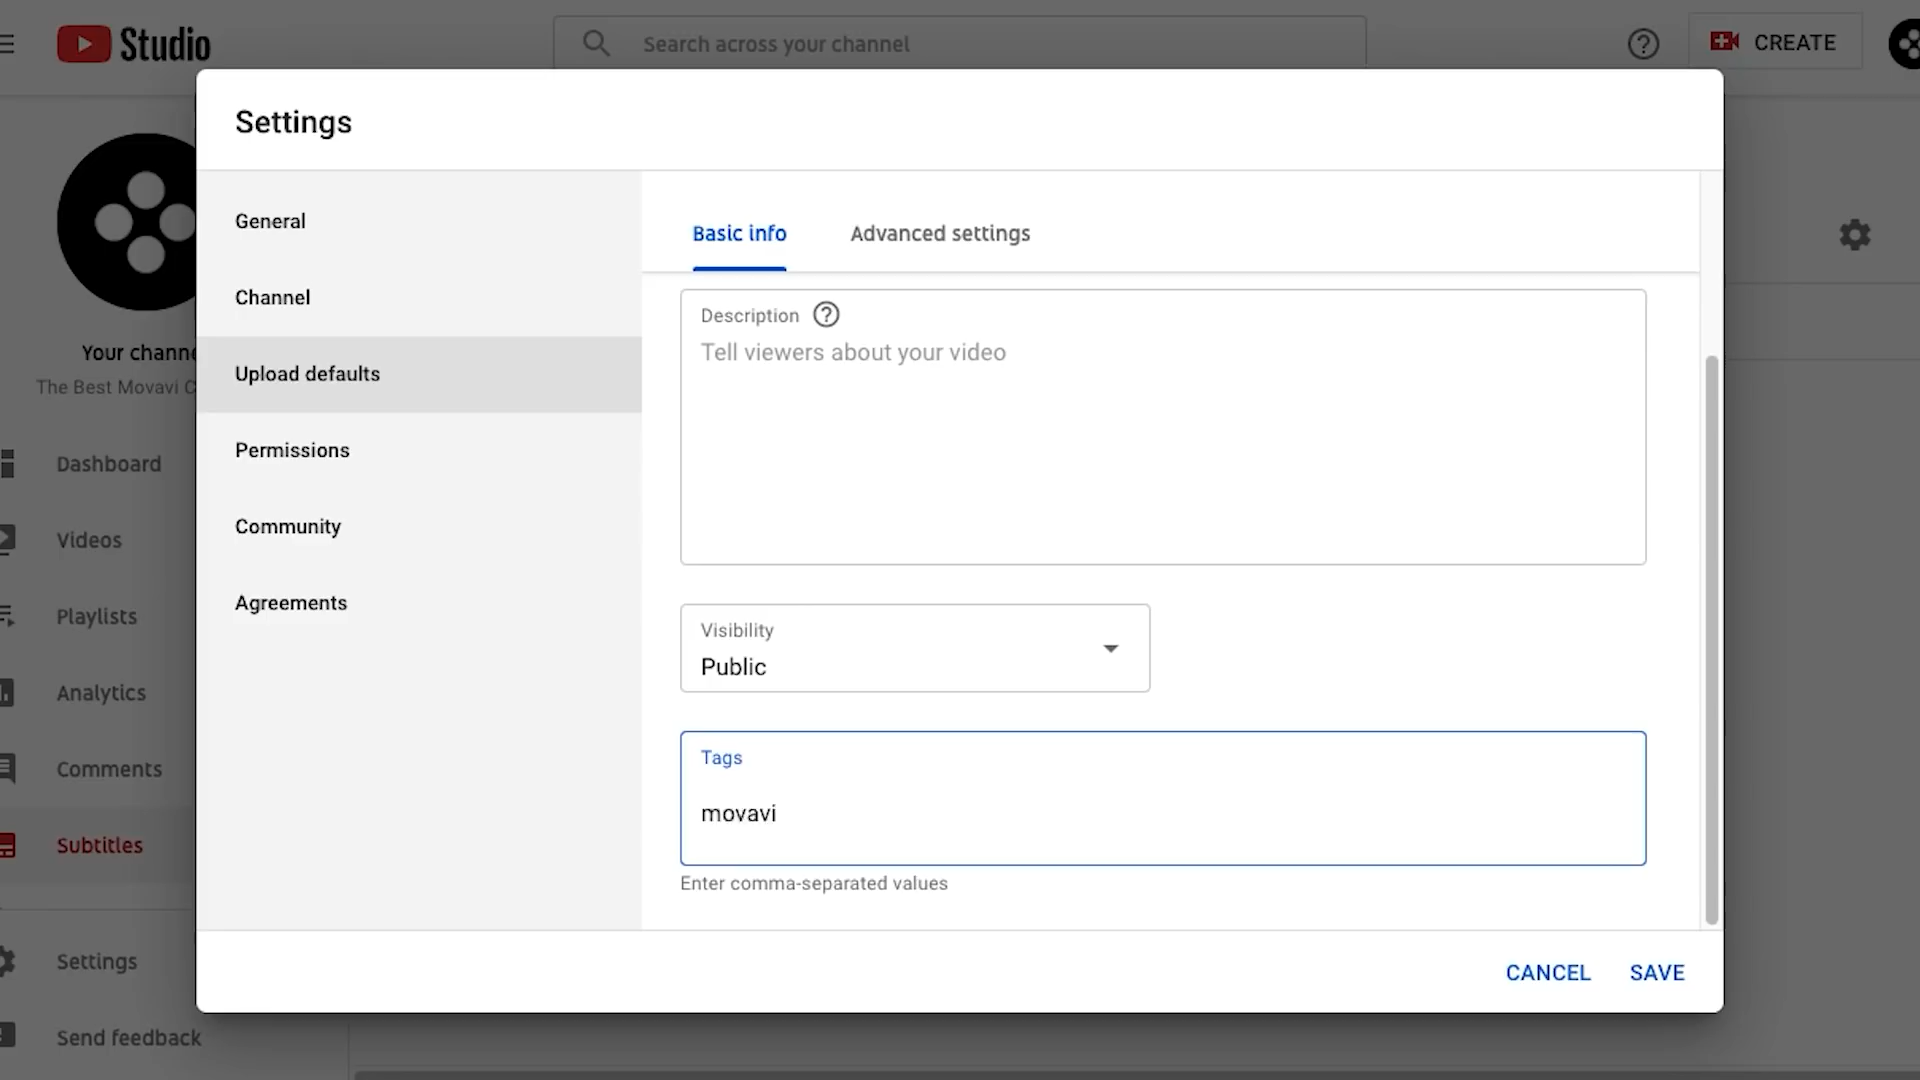 Studio
Search across your channel
CREATE
Settings
General
Channel
Upload defaults
Permissions
Community
Agreements
Basic info
Advanced settings
Description
Tell viewers about your video
Visibility
Public
Tags
movavi
Enter comma-separated values
CANCEL
SAVE
Your channe
The Best Movavi C
Dashboard
Videos
Playlists
Analytics
Comments
Subtitles
Settings
Send feedback